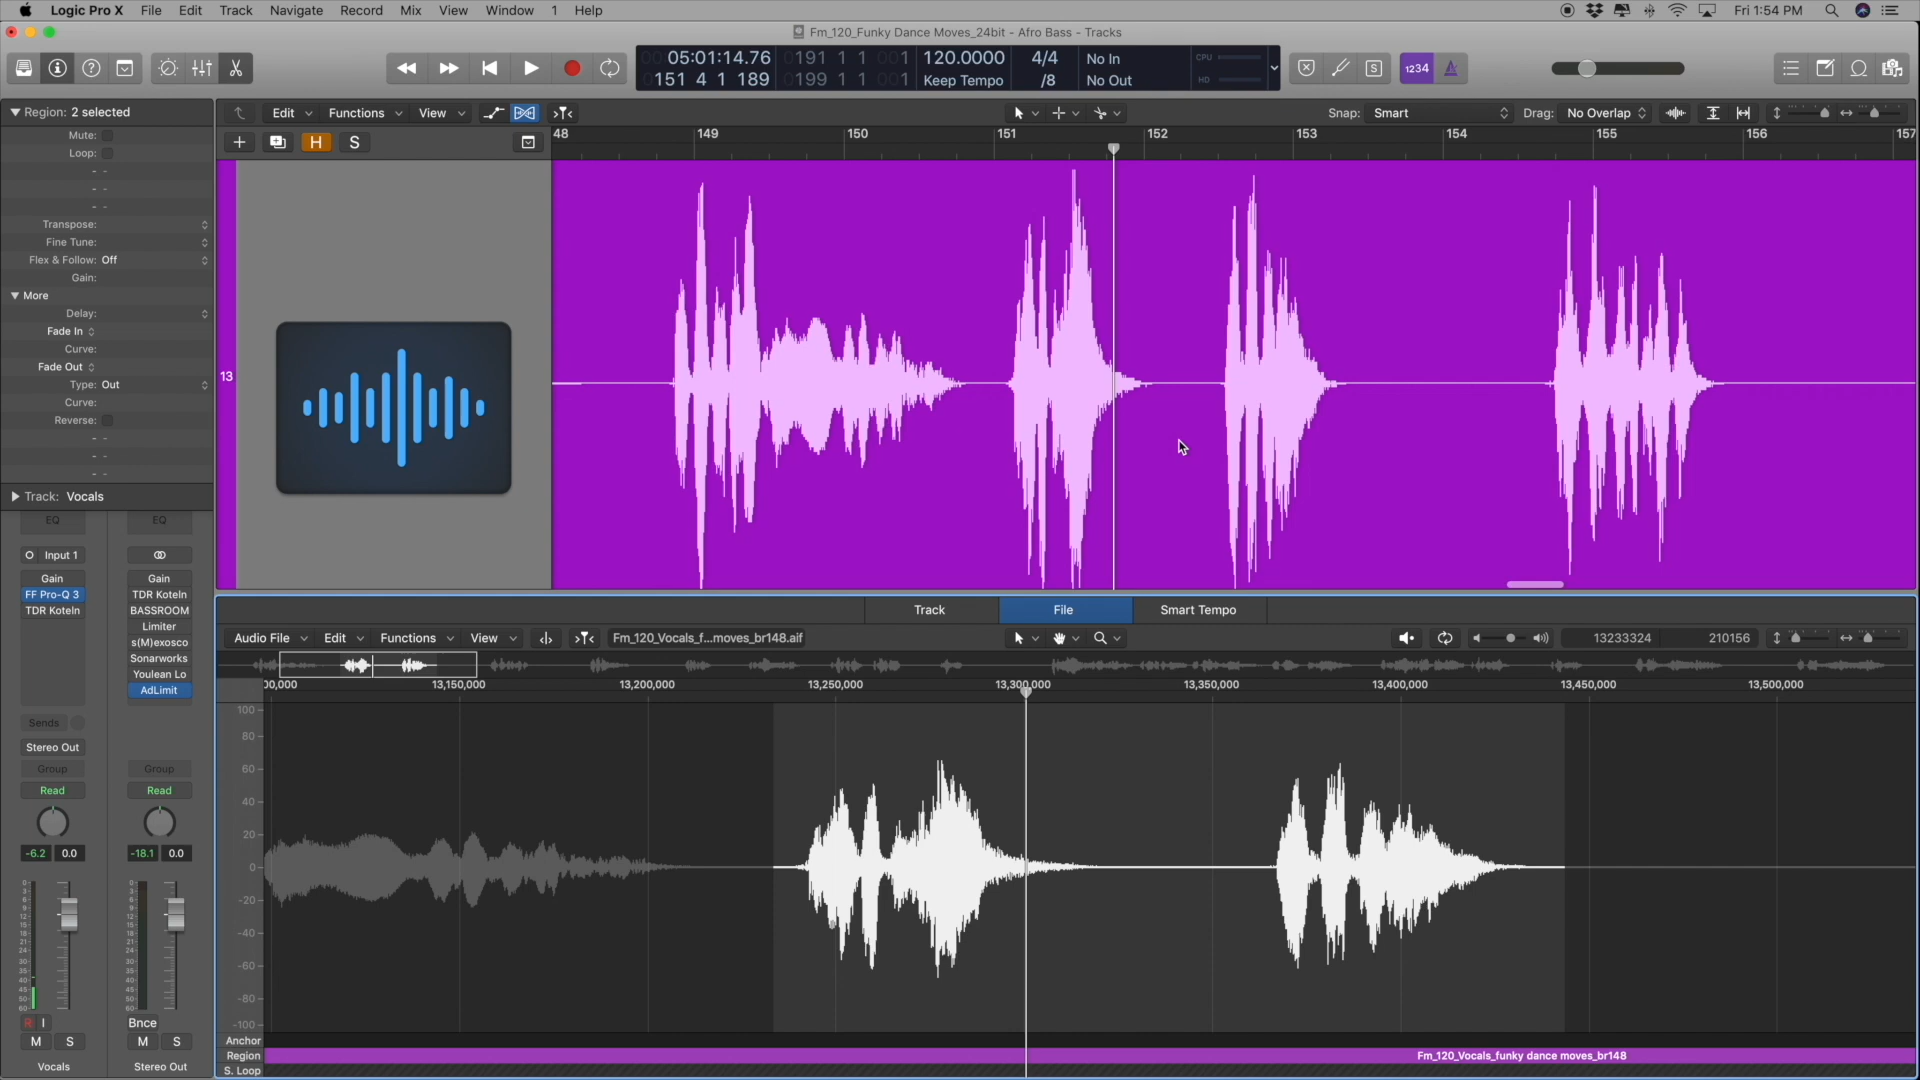 Logic Pro X File Edit Track Navigate Record Mix View Window 1 Help Fri 1:54 PM
Fm_120_Funky Dance Moves_24bit - Afro Bass - Tracks
05:01:14.76 0191 1 1 001 120.0000 4/4 No In CPU
151 4 1 189 0199 1 1 001 Keep Tempo /8 No Out HD
1234
Region: 2 selected
Edit Functions View Snap: Smart Drag: No Overlap
Mute:
Loop:
H S
48 149 150 151 152 153 154 155 156 157
- -
- -
- -
Transpose:
Fine Tune:
Flex & Follow: Off
Gain:
More
Delay:
Fade In
Curve:
Fade Out
Type: Out
Curve:
Reverse:
- -
- -
- -
13
Track: Vocals
EQ EQ
Input 1
Gain Gain
FF Pro-Q 3 TDR Koteln
TDR Koteln BASSROOM
Limiter
s(M)exosco
Sonarworks
Youlean Lo
AdLimit
Sends
Stereo Out
Group Group
Read Read
-6.2 0.0 -18.1 0.0
R I Bnce
M S M S
Vocals Stereo Out
Track File Smart Tempo
Audio File Edit Functions View Fm_120_Vocals_f...moves_br148.aif 13233324 210156
00,000 13,150,000 13,200,000 13,250,000 13,300,000 13,350,000 13,400,000 13,450,000 13,500,000
100
80
60
40
20
0
-20
-40
-60
-80
-100
Anchor
Region Fm_120_Vocals_funky dance moves_br148
S. Loop